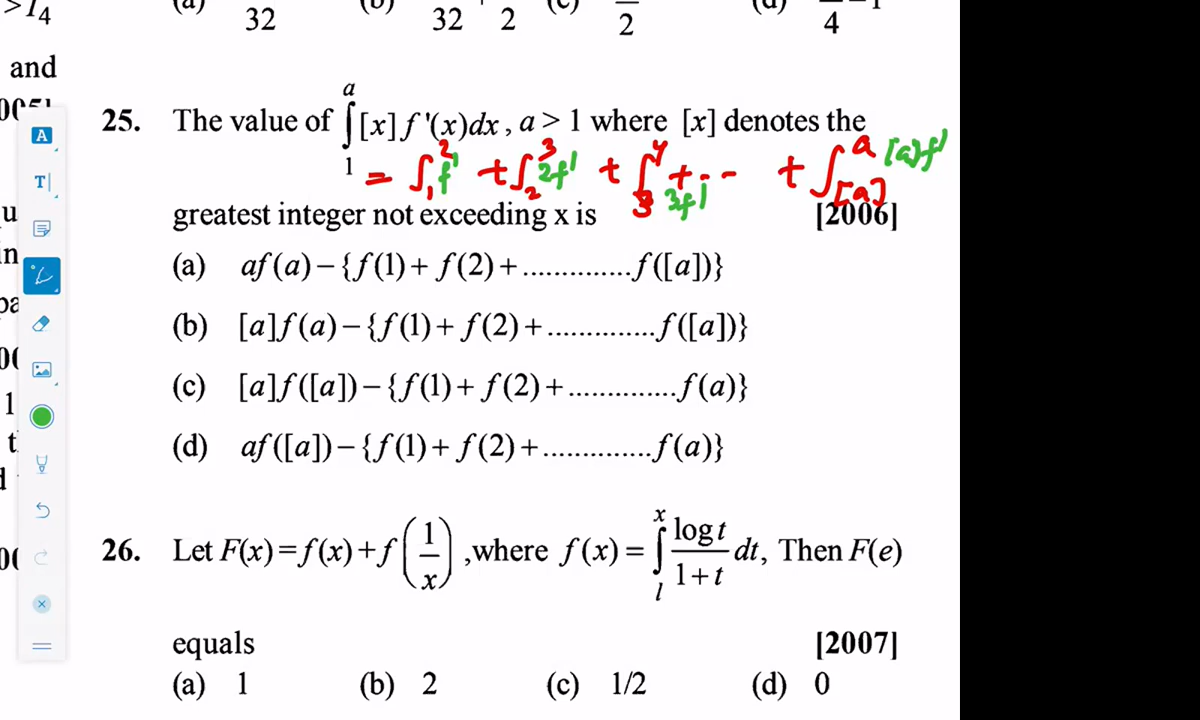 >I4 (a) 32 (b) 32 + 2 (c) 2 (d) 4 − 1
and
25. The value of ∫₁ᵃ [x] f '(x)dx , a > 1 where [x] denotes the
= ∫₁² f' + ∫₂³ 2f' + ∫₃⁴ 3f' + ... + ∫_[a]^a [a]f'
greatest integer not exceeding x is [2006]
(a) af(a) − {f(1) + f(2) + ..............f([a])}
(b) [a]f(a) − {f(1) + f(2) + ..............f([a])}
(c) [a]f([a]) − {f(1) + f(2) + ..............f(a)}
(d) af([a]) − {f(1) + f(2) + ..............f(a)}
26. Let F(x) = f(x) + f(1/x) ,where f(x) = ∫ₗˣ log t/1+t dt, Then F(e)
equals [2007]
(a) 1 (b) 2 (c) 1/2 (d) 0